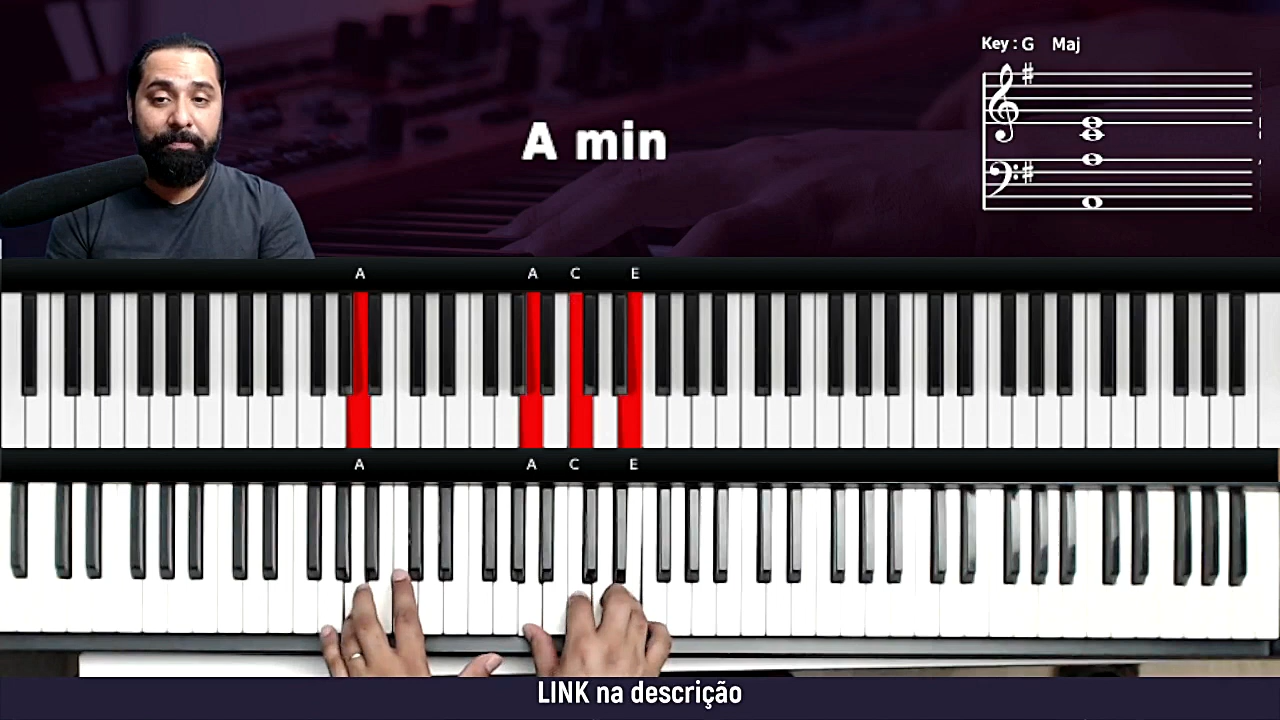 Key : G Maj
A min
A A C E
A A C E
LINK na descrição